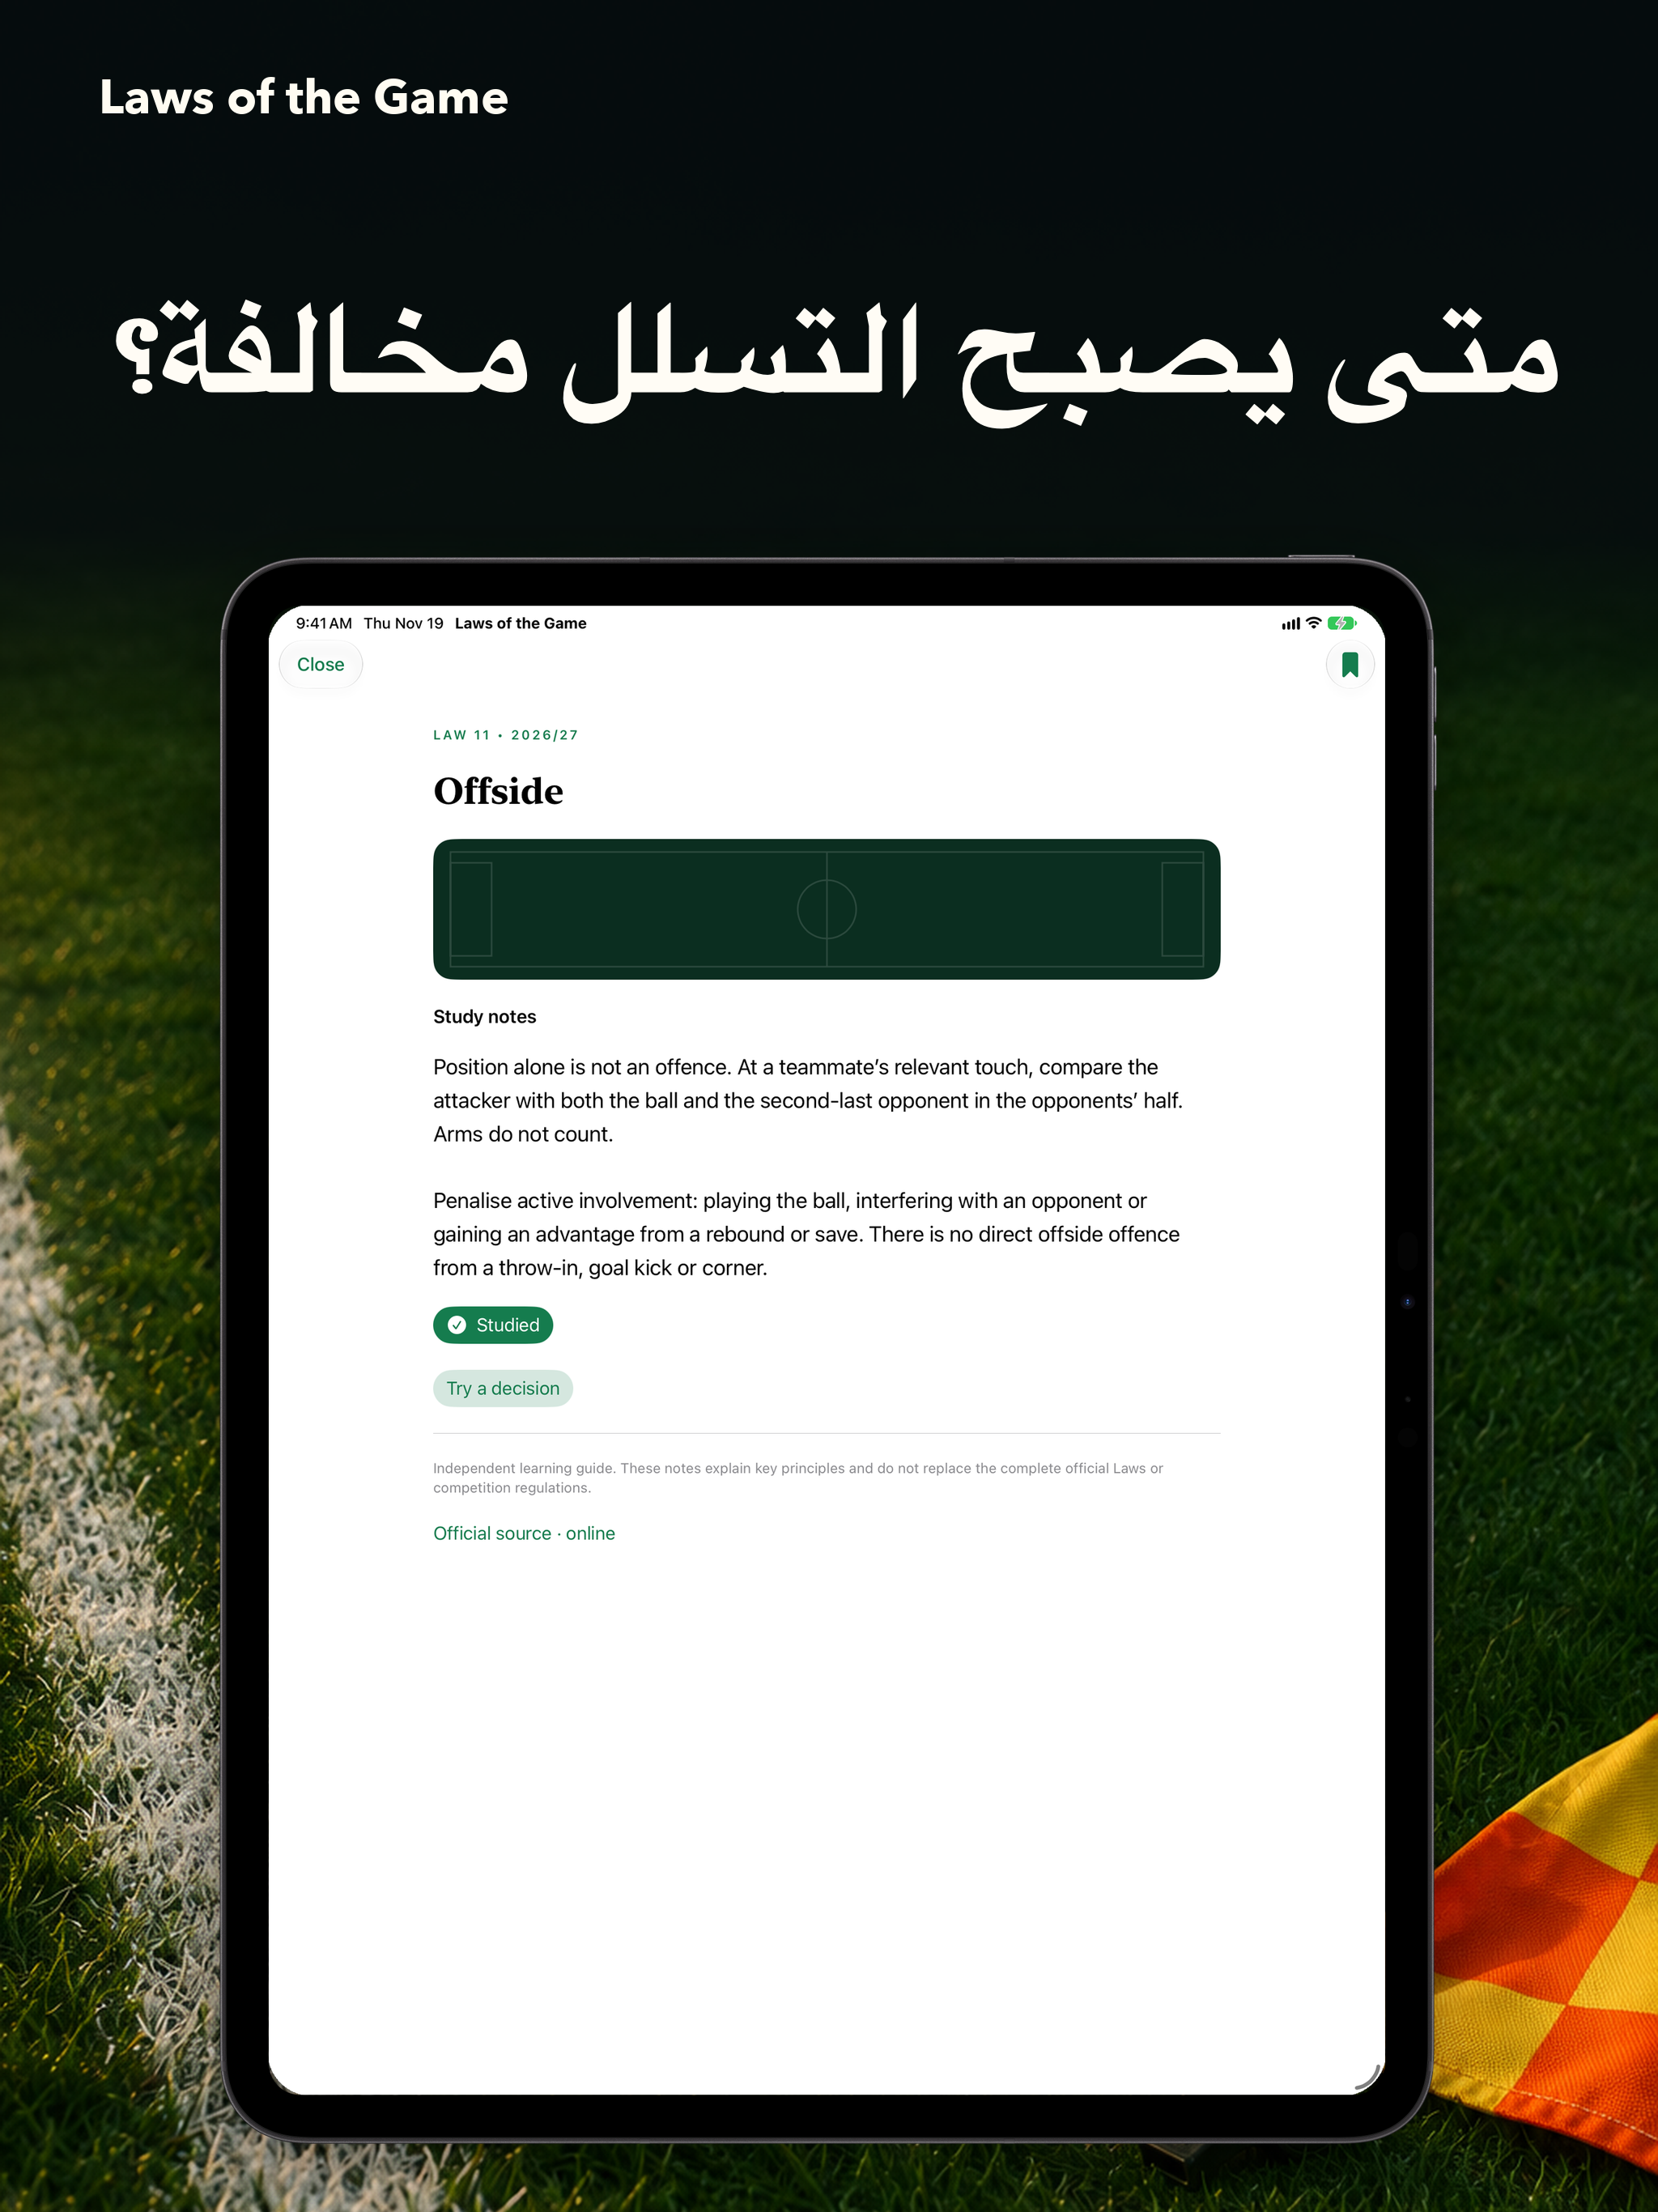 Laws of the Game
متى يصبح التسلل مخالفة؟
9:41 AM Thu Nov 19 Laws of the Game
Close
LAW 11 • 2026/27
Offside
Study notes
Position alone is not an offence. At a teammate’s relevant touch, compare the
attacker with both the ball and the second-last opponent in the opponents’ half.
Arms do not count.
Penalise active involvement: playing the ball, interfering with an opponent or
gaining an advantage from a rebound or save. There is no direct offside offence
from a throw-in, goal kick or corner.
Studied
Try a decision
Independent learning guide. These notes explain key principles and do not replace the complete official Laws or
competition regulations.
Official source · online